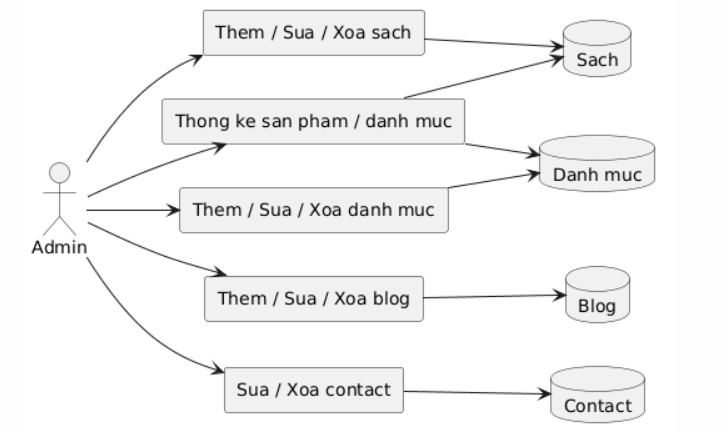 Them / Sua / Xoa sach
Sach
Thong ke san pham / danh muc
Danh muc
Them / Sua / Xoa danh muc
Admin
Them / Sua / Xoa blog
Blog
Sua / Xoa contact
Contact